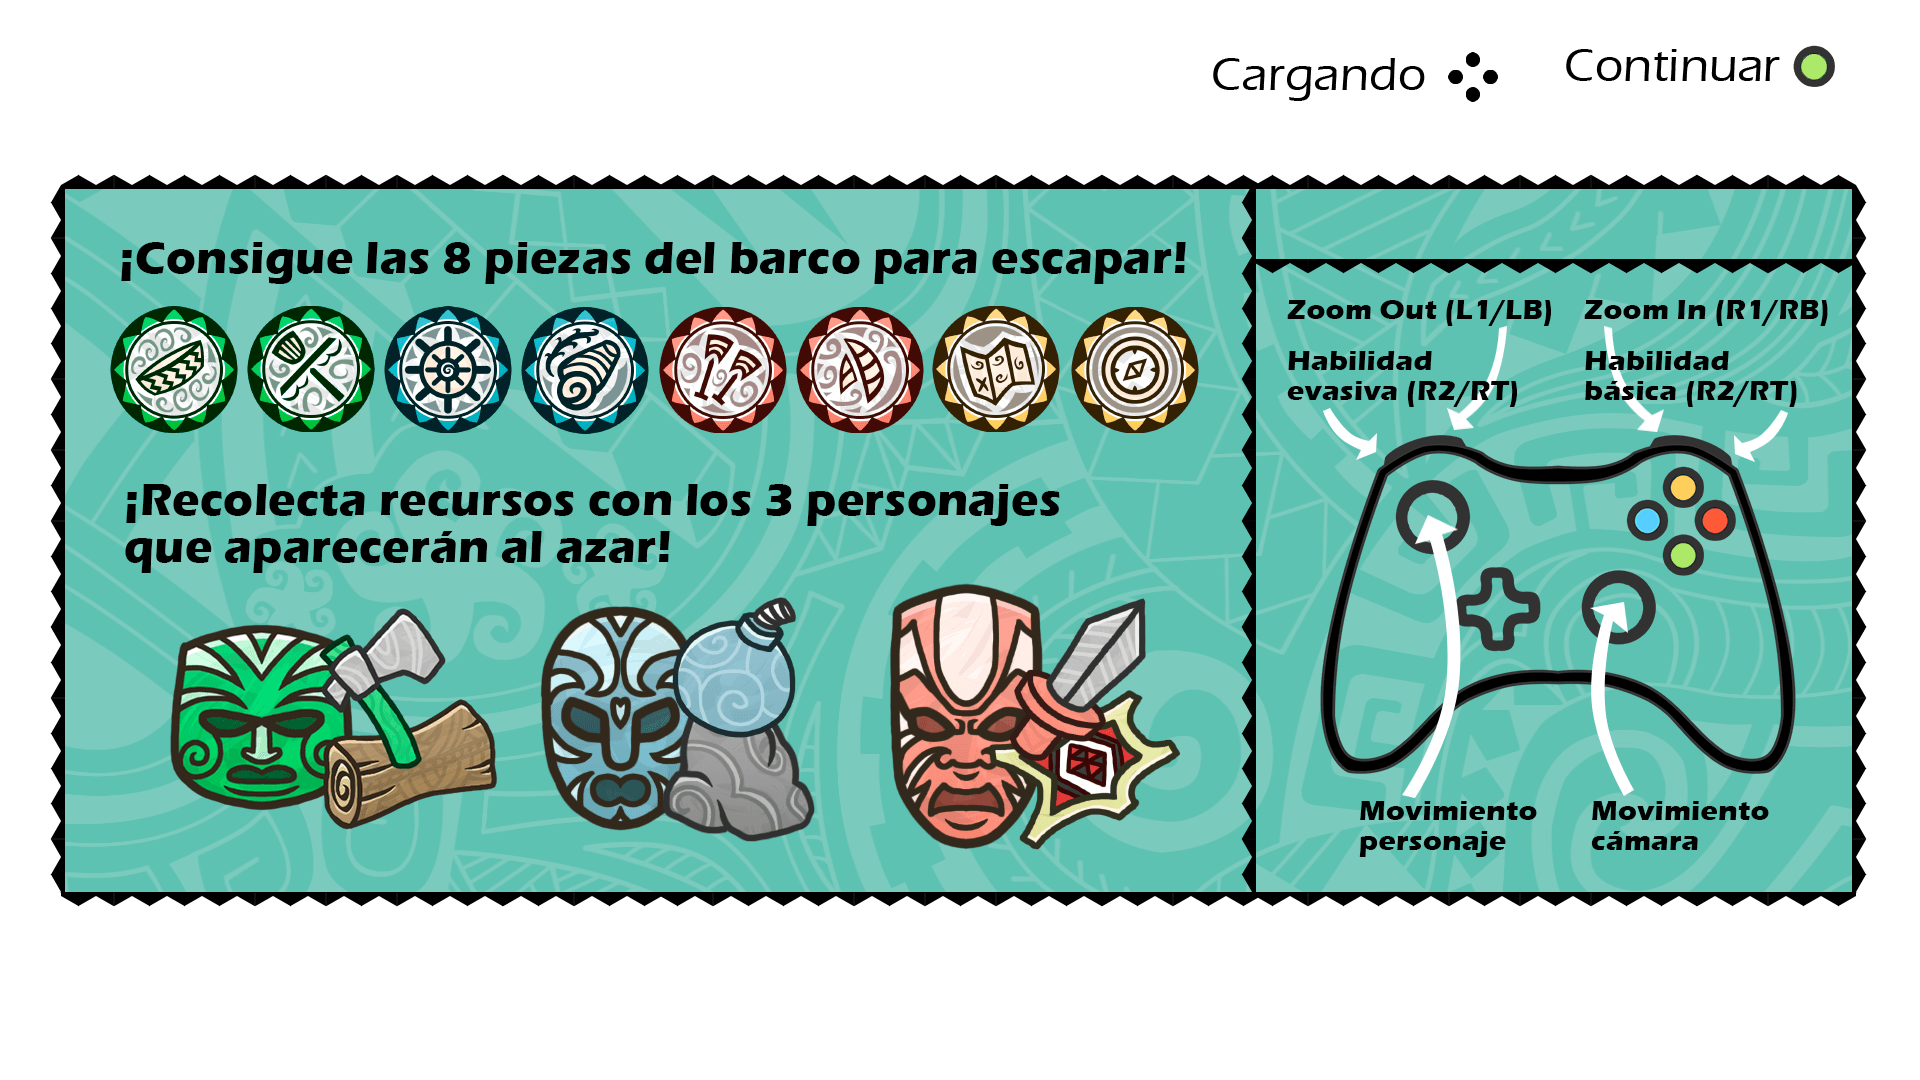 Cargando
Continuar
¡Consigue las 8 piezas del barco para escapar!
¡Recolecta recursos con los 3 personajes
que aparecerán al azar!
Zoom Out (L1/LB)
Zoom In (R1/RB)
Habilidad
evasiva (R2/RT)
Habilidad
básica (R2/RT)
Movimiento
personaje
Movimiento
cámara